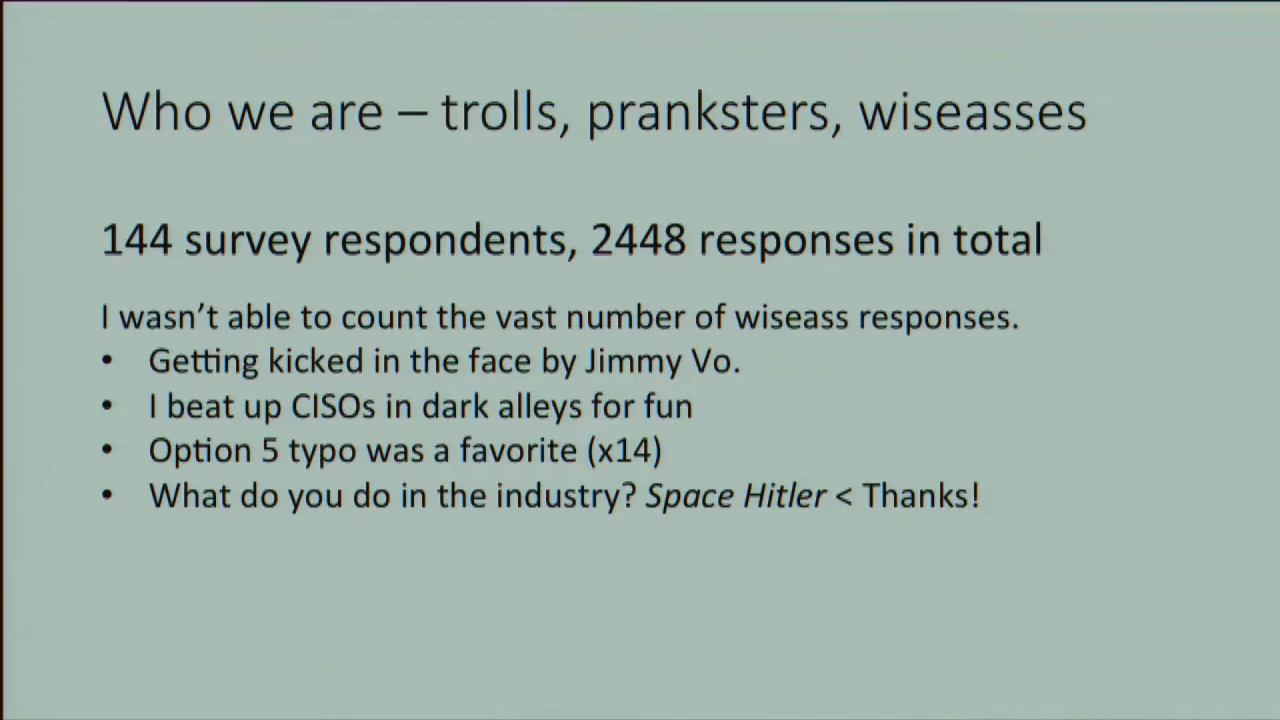 Who we are – trolls, pranksters, wiseasses
144 survey respondents, 2448 responses in total
I wasn't able to count the vast number of wiseass responses.
• Getting kicked in the face by Jimmy Vo.
• I beat up CISOs in dark alleys for fun
• Option 5 typo was a favorite (x14)
• What do you do in the industry? Space Hitler < Thanks!